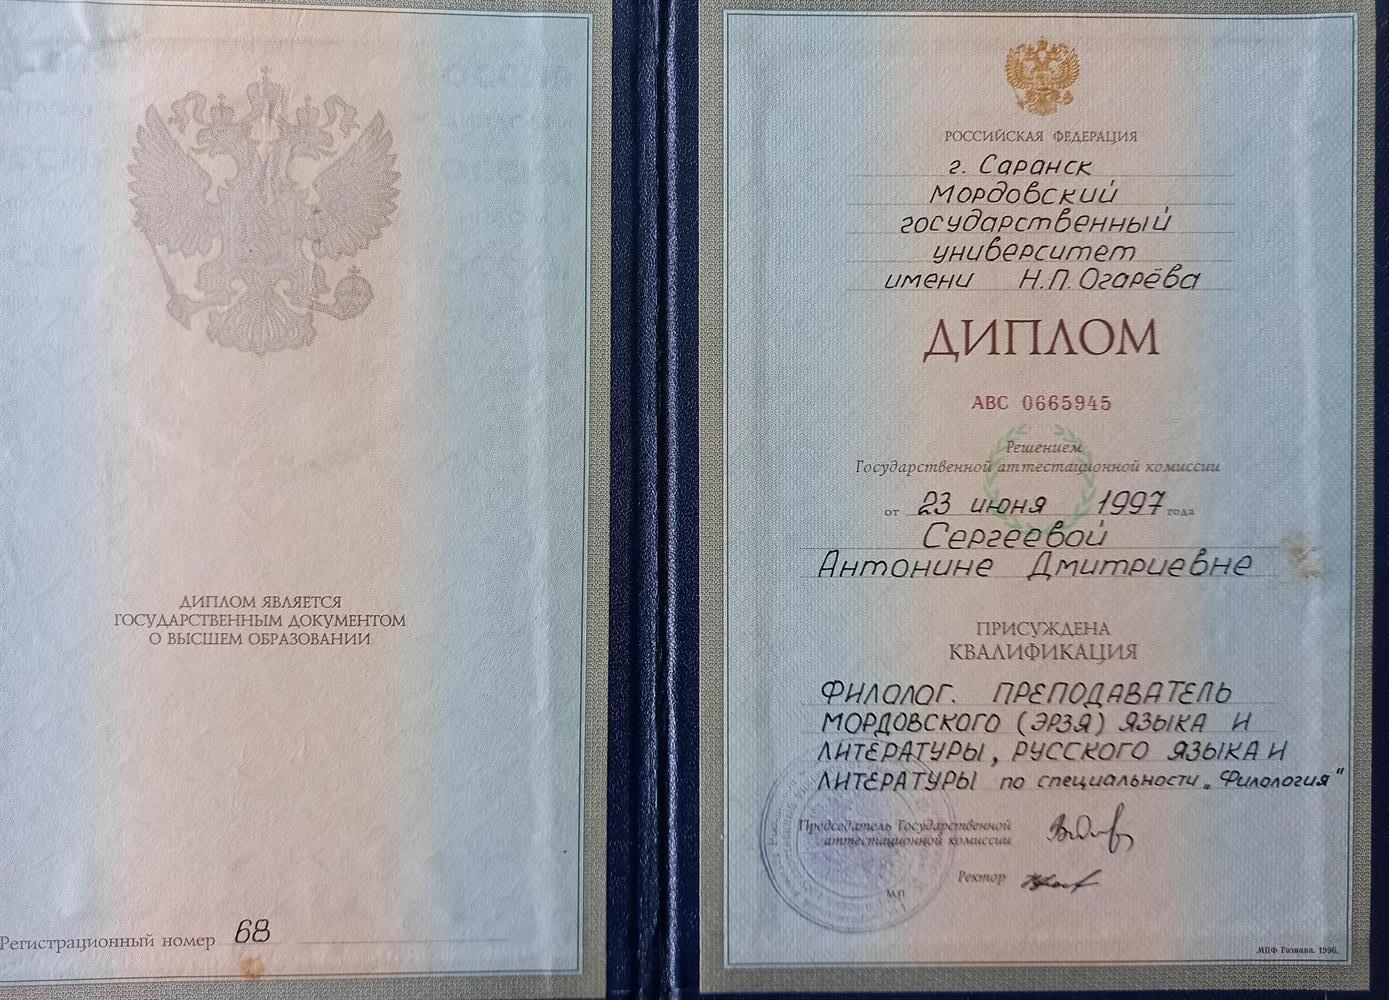 ДИПЛОМ ЯВЛЯЕТСЯ
ГОСУДАРСТВЕННЫМ ДОКУМЕНТОМ
О ВЫСШЕМ ОБРАЗОВАНИИ
Регистрационный номер 68
РОССИЙСКАЯ ФЕДЕРАЦИЯ
г. Саранск
Мордовский
государственный
университет
имени Н.П. Огарёва
ДИПЛОМ
АВС 0665945
Решением
Государственной аттестационной комиссии
от 23 июня 1997 года
Сергеевой
Антонине Дмитриевне
ПРИСУЖДЕНА
КВАЛИФИКАЦИЯ
ФИЛОЛОГ. ПРЕПОДАВАТЕЛЬ
МОРДОВСКОГО (ЭРЗЯ) ЯЗЫКА И
ЛИТЕРАТУРЫ, РУССКОГО ЯЗЫКА И
ЛИТЕРАТУРЫ по специальности „Филология"
Председатель Государственной
аттестационной комиссии
Ректор
М.П.
МПФ Гознака. 1996.